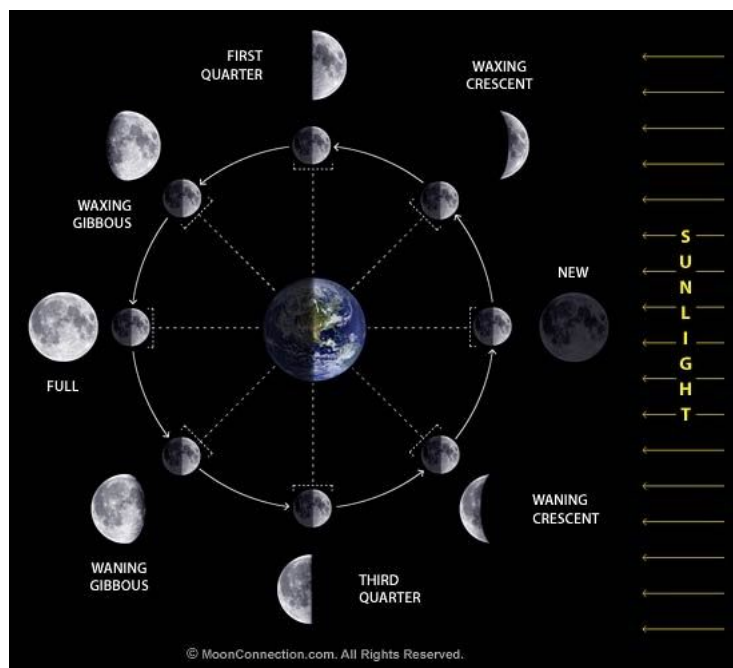 FIRST
QUARTER
WAXING
CRESCENT
WAXING
GIBBOUS
NEW
FULL
SUNLIGHT
WANING
GIBBOUS
THIRD
QUARTER
WANING
CRESCENT
© MoonConnection.com. All Rights Reserved.